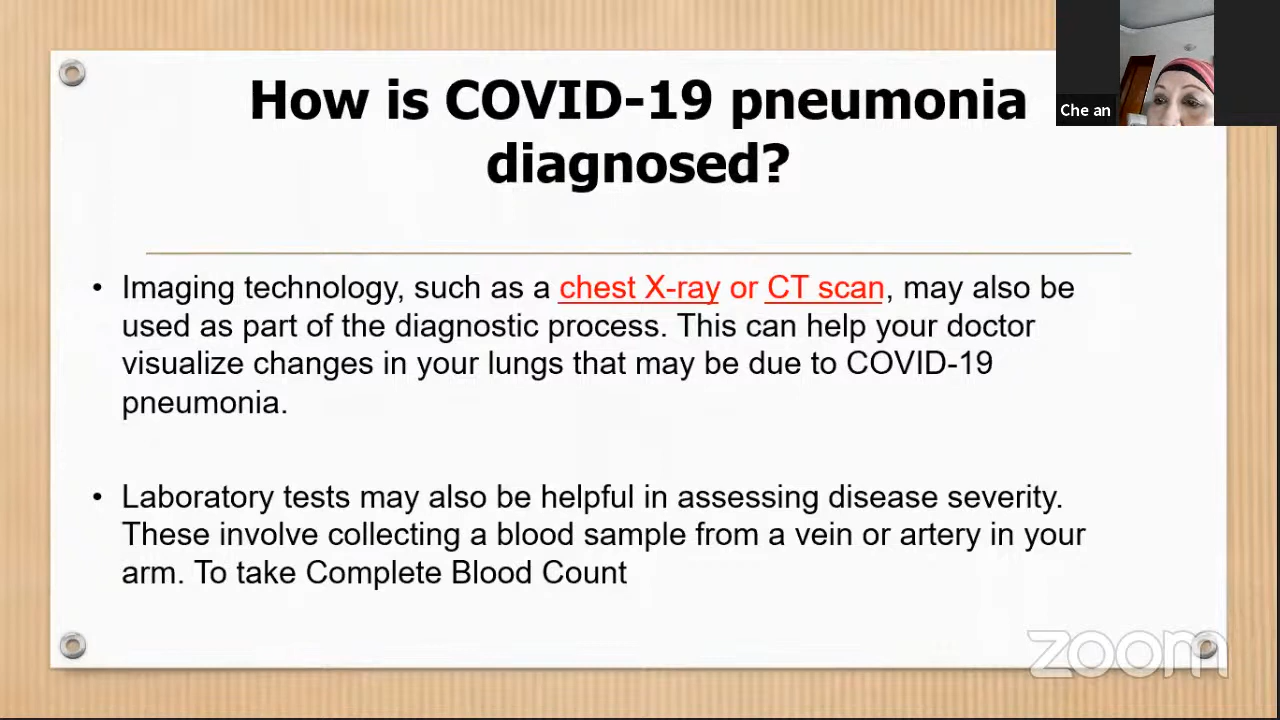 How is COVID-19 pneumonia
diagnosed?
Che an
• Imaging technology, such as a chest X-ray or CT scan, may also be
used as part of the diagnostic process. This can help your doctor
visualize changes in your lungs that may be due to COVID-19
pneumonia.
• Laboratory tests may also be helpful in assessing disease severity.
These involve collecting a blood sample from a vein or artery in your
arm. To take Complete Blood Count
zoom